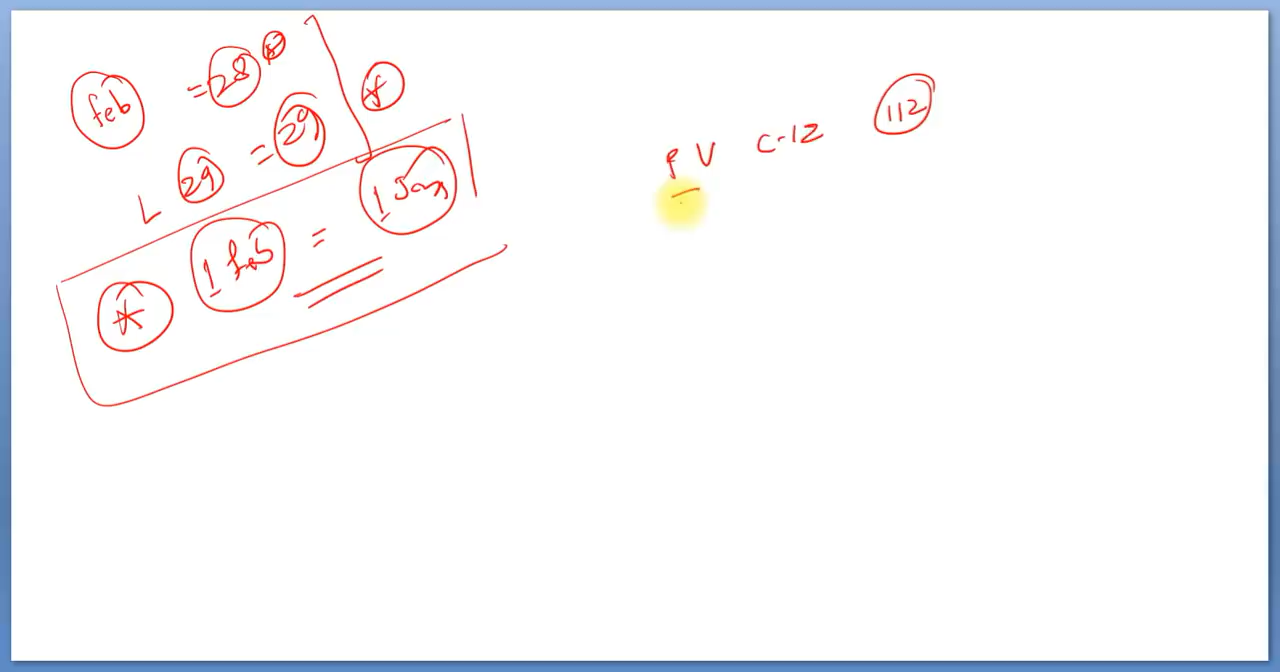 feb = 28
L 29 = 29
1 feb = 1 Jan
P V C-12 112